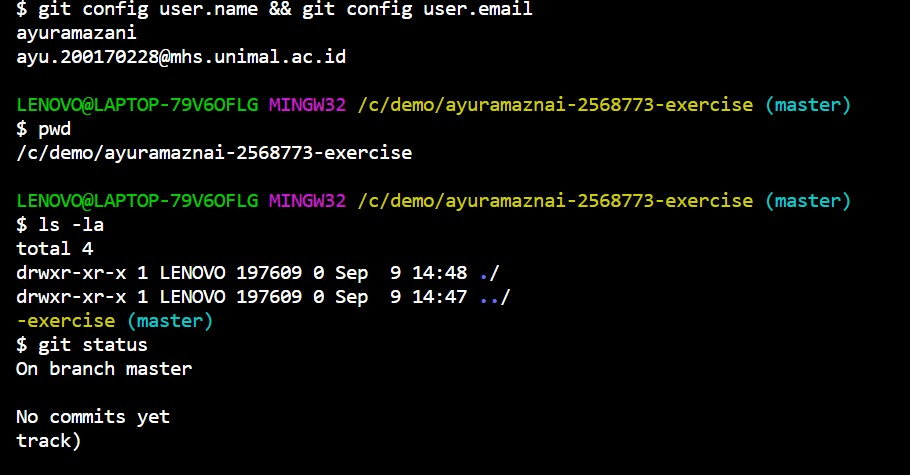 $ git config user.name && git config user.email
ayuramazani
ayu.200170228@mhs.unimal.ac.id
LENOVO@LAPTOP-79V6OFLG MINGW32 /c/demo/ayuramaznai-2568773-exercise (master)
$ pwd
/c/demo/ayuramaznai-2568773-exercise
LENOVO@LAPTOP-79V6OFLG MINGW32 /c/demo/ayuramaznai-2568773-exercise (master)
$ ls -la
total 4
drwxr-xr-x 1 LENOVO 197609 0 Sep  9 14:48 ./
drwxr-xr-x 1 LENOVO 197609 0 Sep  9 14:47 ../
-exercise (master)
$ git status
On branch master
No commits yet
track)